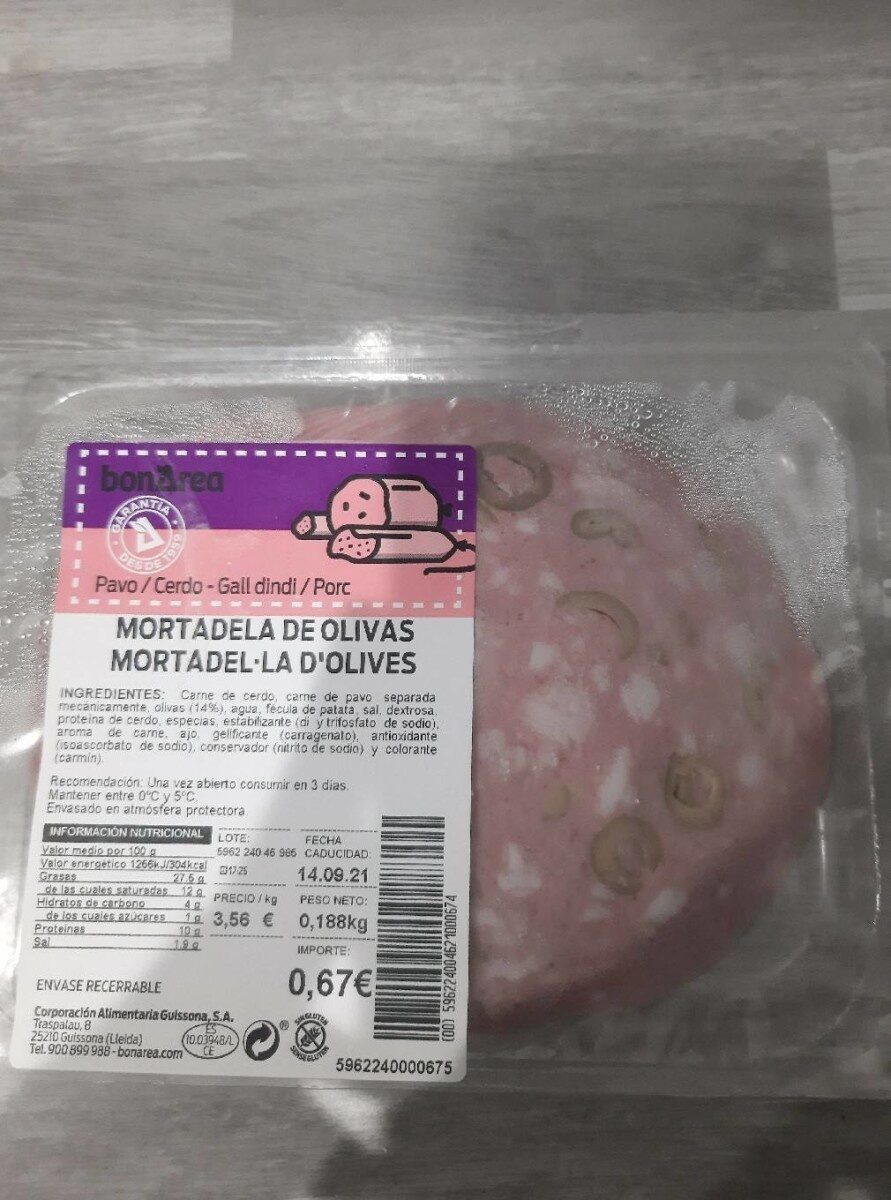 bonÀrea
GARANTIA
DES DE 1959
Pavo / Cerdo - Gall dindi / Porc
MORTADELA DE OLIVAS
MORTADEL·LA D'OLIVES
INGREDIENTES: Carne de cerdo, carne de pavo separada
mecánicamente, olivas (14%), agua, fécula de patata, sal, dextrosa,
proteína de cerdo, especias, estabilizante (di y trifosfato de sodio),
aroma de carne, ajo, gelificante (carragenato), antioxidante
(isoascorbato de sodio), conservador (nitrito de sodio) y colorante
(carmín).
Recomendación: Una vez abierto consumir en 3 días.
Mantener entre 0°C y 5°C.
Envasado en atmósfera protectora.
INFORMACIÓN NUTRICIONAL
Valor medio por 100 g
Valor energético 1266kJ/304kcal
Grasas 27.6 g
de las cuales saturadas 12 g
Hidratos de carbono 4 g
de los cuales azúcares 1 g
Proteínas 10 g
Sal 1.9 g
LOTE:
5962 240 46 986
17:25
FECHA
CADUCIDAD:
14.09.21
PRECIO / kg
3,56 €
PESO NETO:
0,188kg
IMPORTE:
0,67€
ENVASE RECERRABLE
Corporación Alimentaria Guissona, S.A.
Traspalau, 8
25210 Guissona (Lleida)
Tel. 900 899 988 - bonarea.com
ES
10.03948/L
CE
®
SIN GLUTEN
SENSE GLUTEN
(00) 596224004621000674
5962240000675